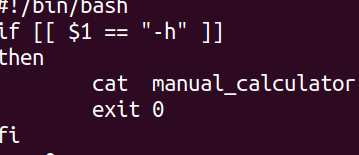 #!/bin/bash
if [[ $1 == "-h" ]]
then
        cat  manual_calculator
        exit 0
fi